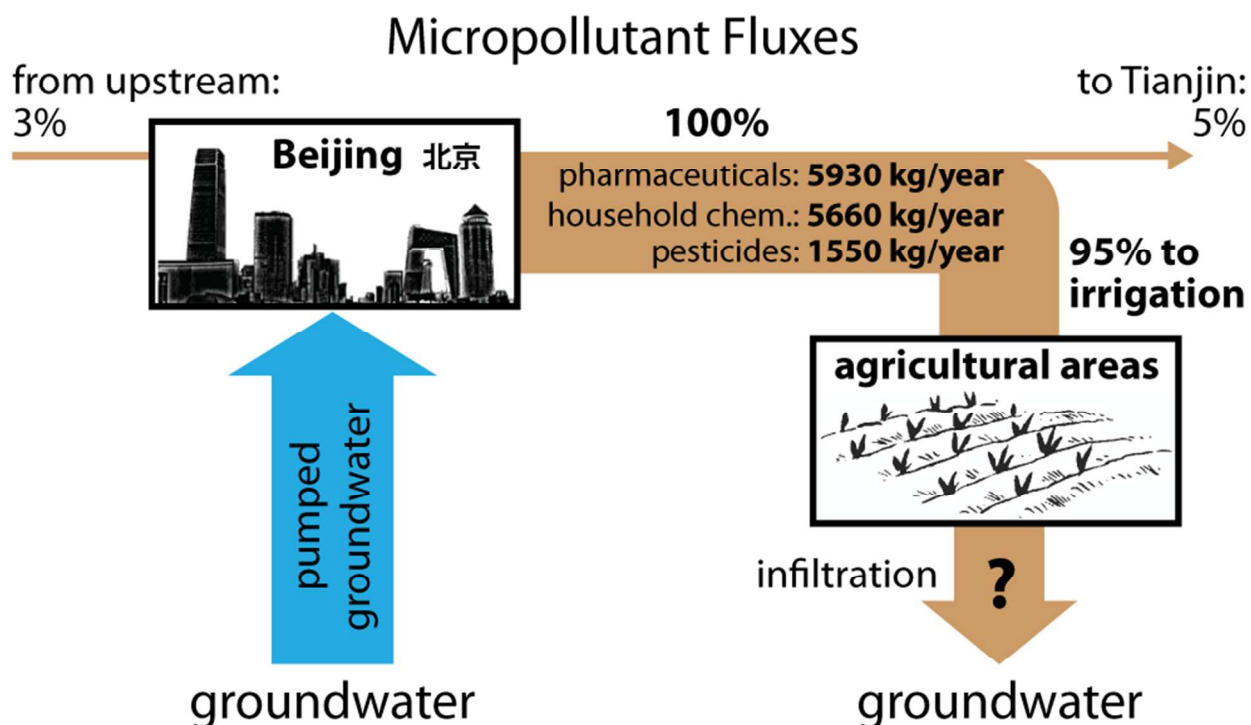 Micropollutant Fluxes
from upstream:
3%
Beijing 北京
100%
pharmaceuticals: 5930 kg/year
household chem.: 5660 kg/year
pesticides: 1550 kg/year
to Tianjin:
5%
95% to
irrigation
agricultural areas
pumped
groundwater
infiltration
?
groundwater
groundwater